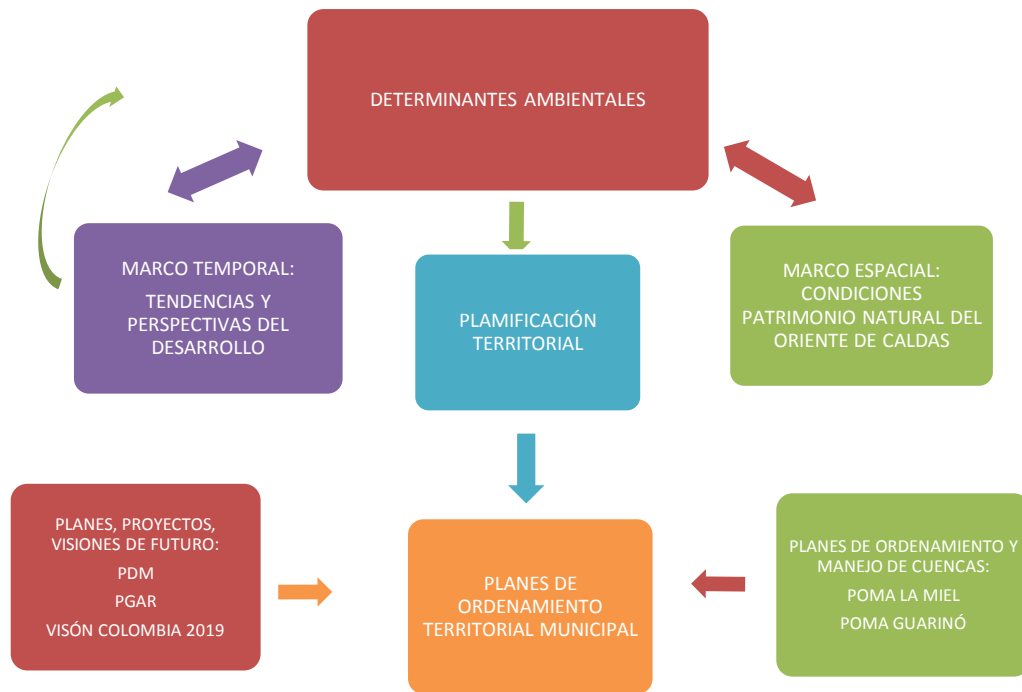 DETERMINANTES AMBIENTALES
MARCO TEMPORAL:
TENDENCIAS Y
PERSPECTIVAS DEL
DESARROLLO
PLAMIFICACIÓN
TERRITORIAL
MARCO ESPACIAL:
CONDICIONES
PATRIMONIO NATURAL DEL
ORIENTE DE CALDAS
PLANES, PROYECTOS,
VISIONES DE FUTURO:
PDM
PGAR
VISÓN COLOMBIA 2019
PLANES DE
ORDENAMIENTO
TERRITORIAL MUNICIPAL
PLANES DE ORDENAMIENTO Y
MANEJO DE CUENCAS:
POMA LA MIEL
POMA GUARINÓ